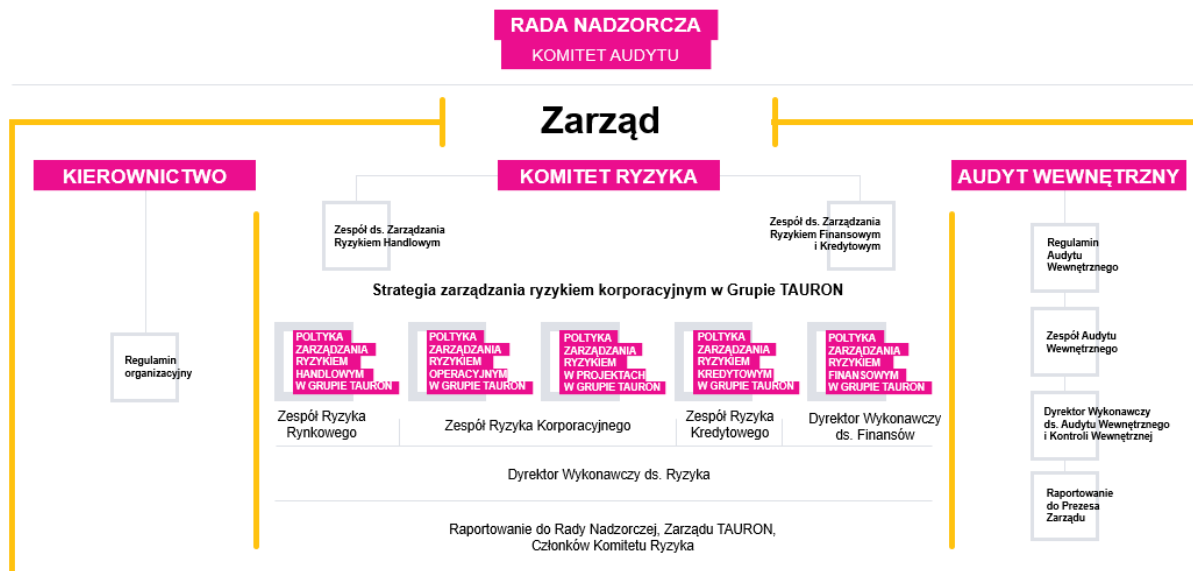 RADA NADZORCZA
KOMITET AUDYTU
Zarząd
KIEROWNICTWO
KOMITET RYZYKA
AUDYT WEWNĘTRZNY
Zespół ds. Zarządzania
Ryzykiem Handlowym
Zespół ds. Zarządzania
Ryzykiem Finansowym
i Kredytowym
Regulamin
Audytu
Wewnętrznego
Strategia zarządzania ryzykiem korporacyjnym w Grupie TAURON
Regulamin
organizacyjny
POLTYKA
ZARZĄDZANIA
RYZYKIEM
HANDLOWYM
W GRUPIE TAURON
POLTYKA
ZARZĄDZANIA
RYZYKIEM
OPERACYJNYM
W GRUPIE TAURON
POLTYKA
ZARZĄDZANIA
RYZYKIEM
W PROJEKTACH
W GRUPIE TAURON
POLTYKA
ZARZĄDZANIA
RYZYKIEM
KREDYTOWYM
W GRUPIE TAURON
POLTYKA
ZARZĄDZANIA
RYZYKIEM
FINANSOWYM
W GRUPIE TAURON
Zespół Audytu
Wewnętrznego
Zespół Ryzyka
Rynkowego
Zespół Ryzyka Korporacyjnego
Zespół Ryzyka
Kredytowego
Dyrektor Wykonawczy
ds. Finansów
Dyrektor Wykonawczy
ds. Audytu Wewnętrznego
i Kontroli Wewnętrznej
Dyrektor Wykonawczy ds. Ryzyka
Raportowanie
do Prezesa
Zarządu
Raportowanie do Rady Nadzorczej, Zarządu TAURON,
Członków Komitetu Ryzyka